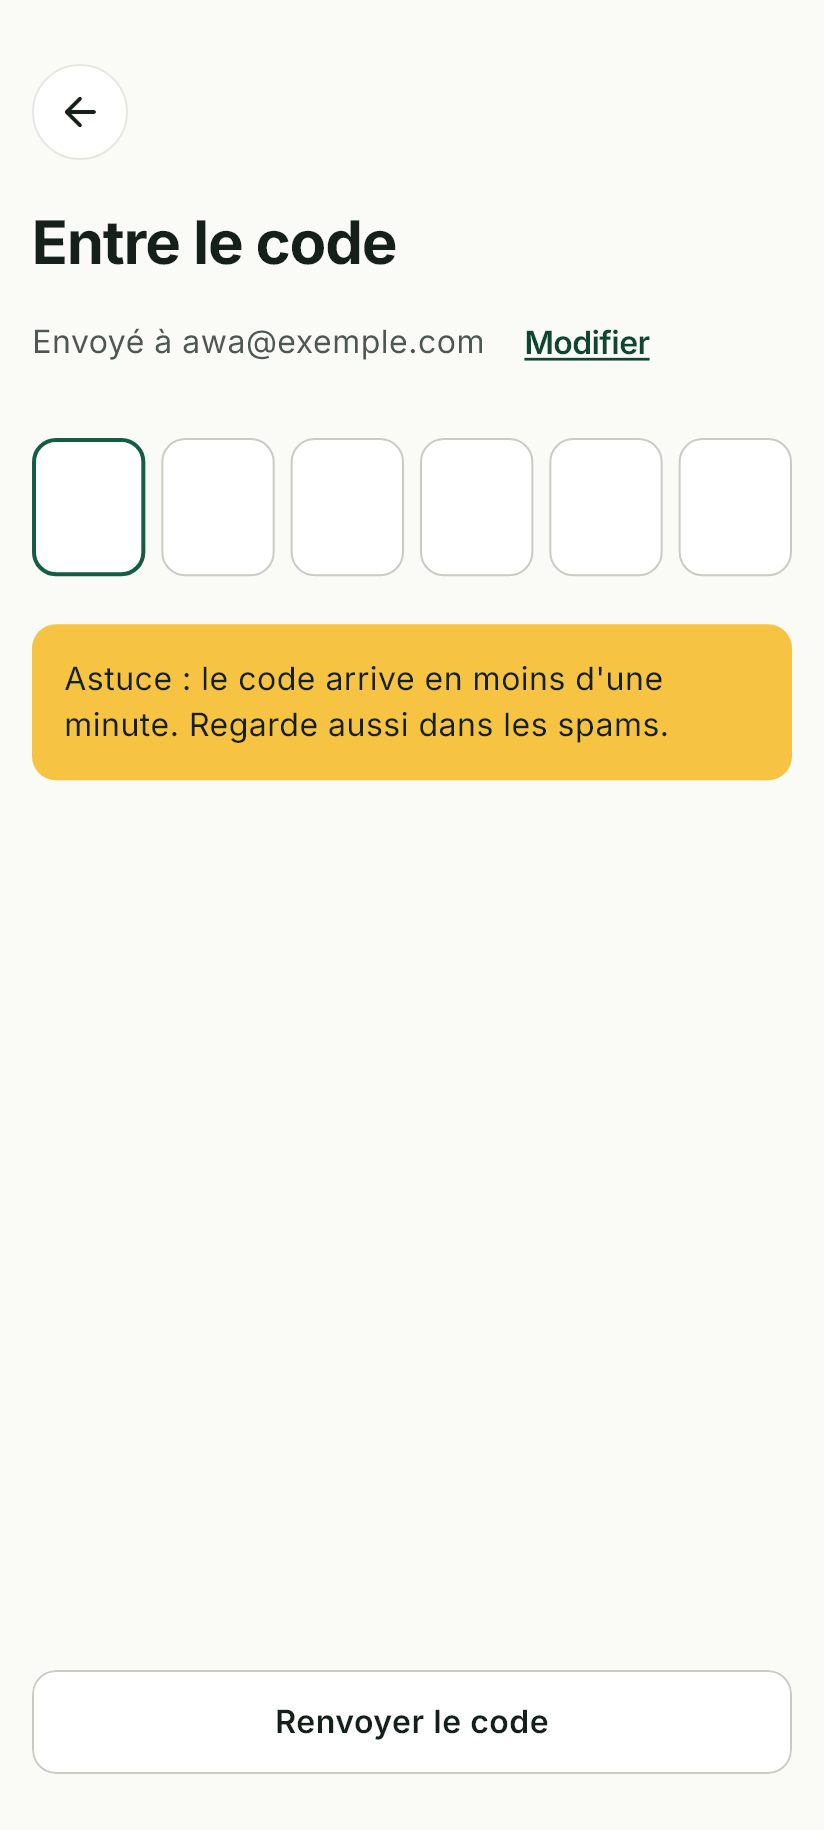 Entre le code
Envoyé à awa@exemple.com Modifier
Astuce : le code arrive en moins d'une
minute. Regarde aussi dans les spams.
Renvoyer le code